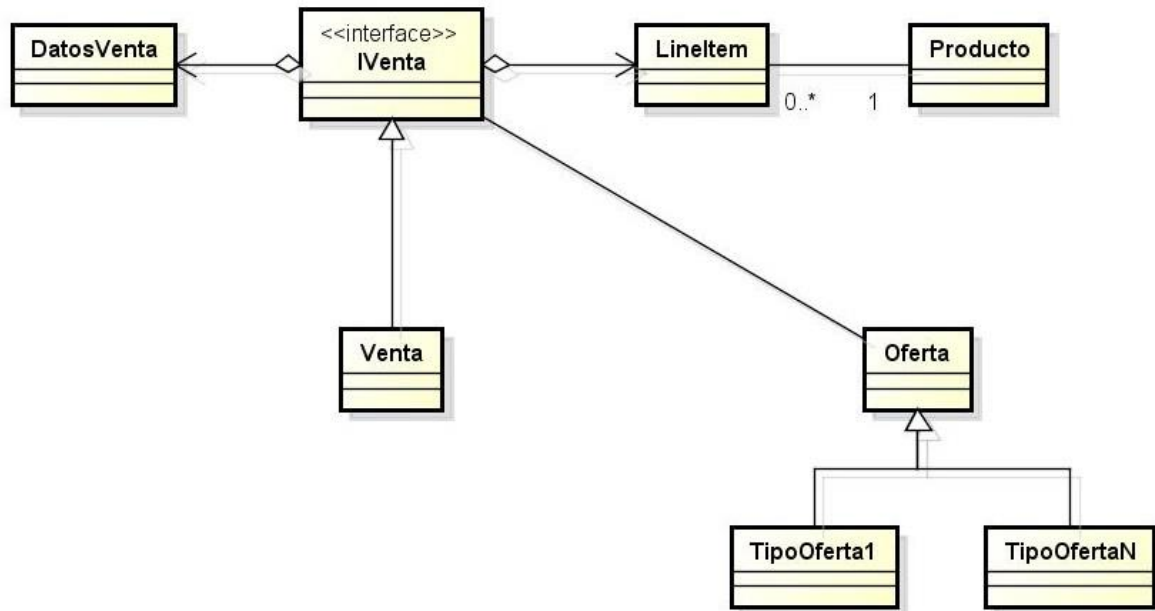 DatosVenta
<<interface>>
IVenta
LineItem
Producto
0..*
1
Venta
Oferta
TipoOferta1
TipoOfertaN